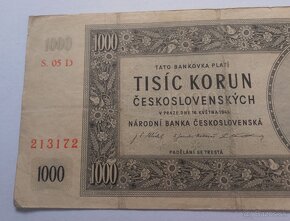 1000
1000
S. 05 D
TATO BANKOVKA PLATÍ
TISÍC KORUN
ČESKOSLOVENSKÝCH
V PRAZE, DNE 16. KVĚTNA 1945
NÁRODNÍ BANKA ČESKOSLOVENSKÁ
213172
1000
1000
PADĚLÁNÍ SE TRESTÁ